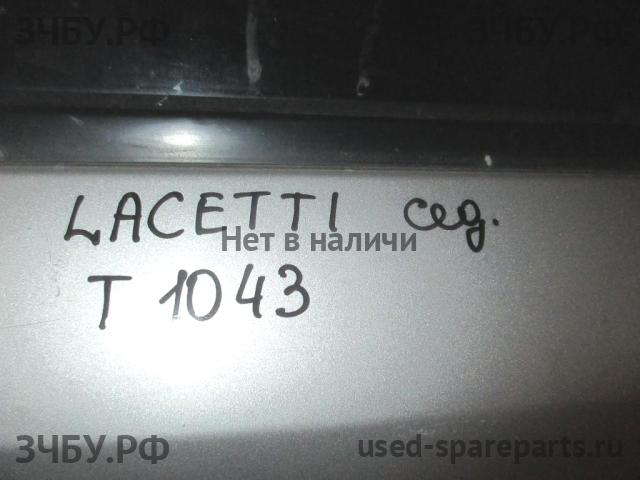 ЗЧБУ.РФ ЗЧБУ.РФ
LACETTI сед.
Нет в наличи
T 1043
ЗЧБУ.РФ used-spareparts.ru